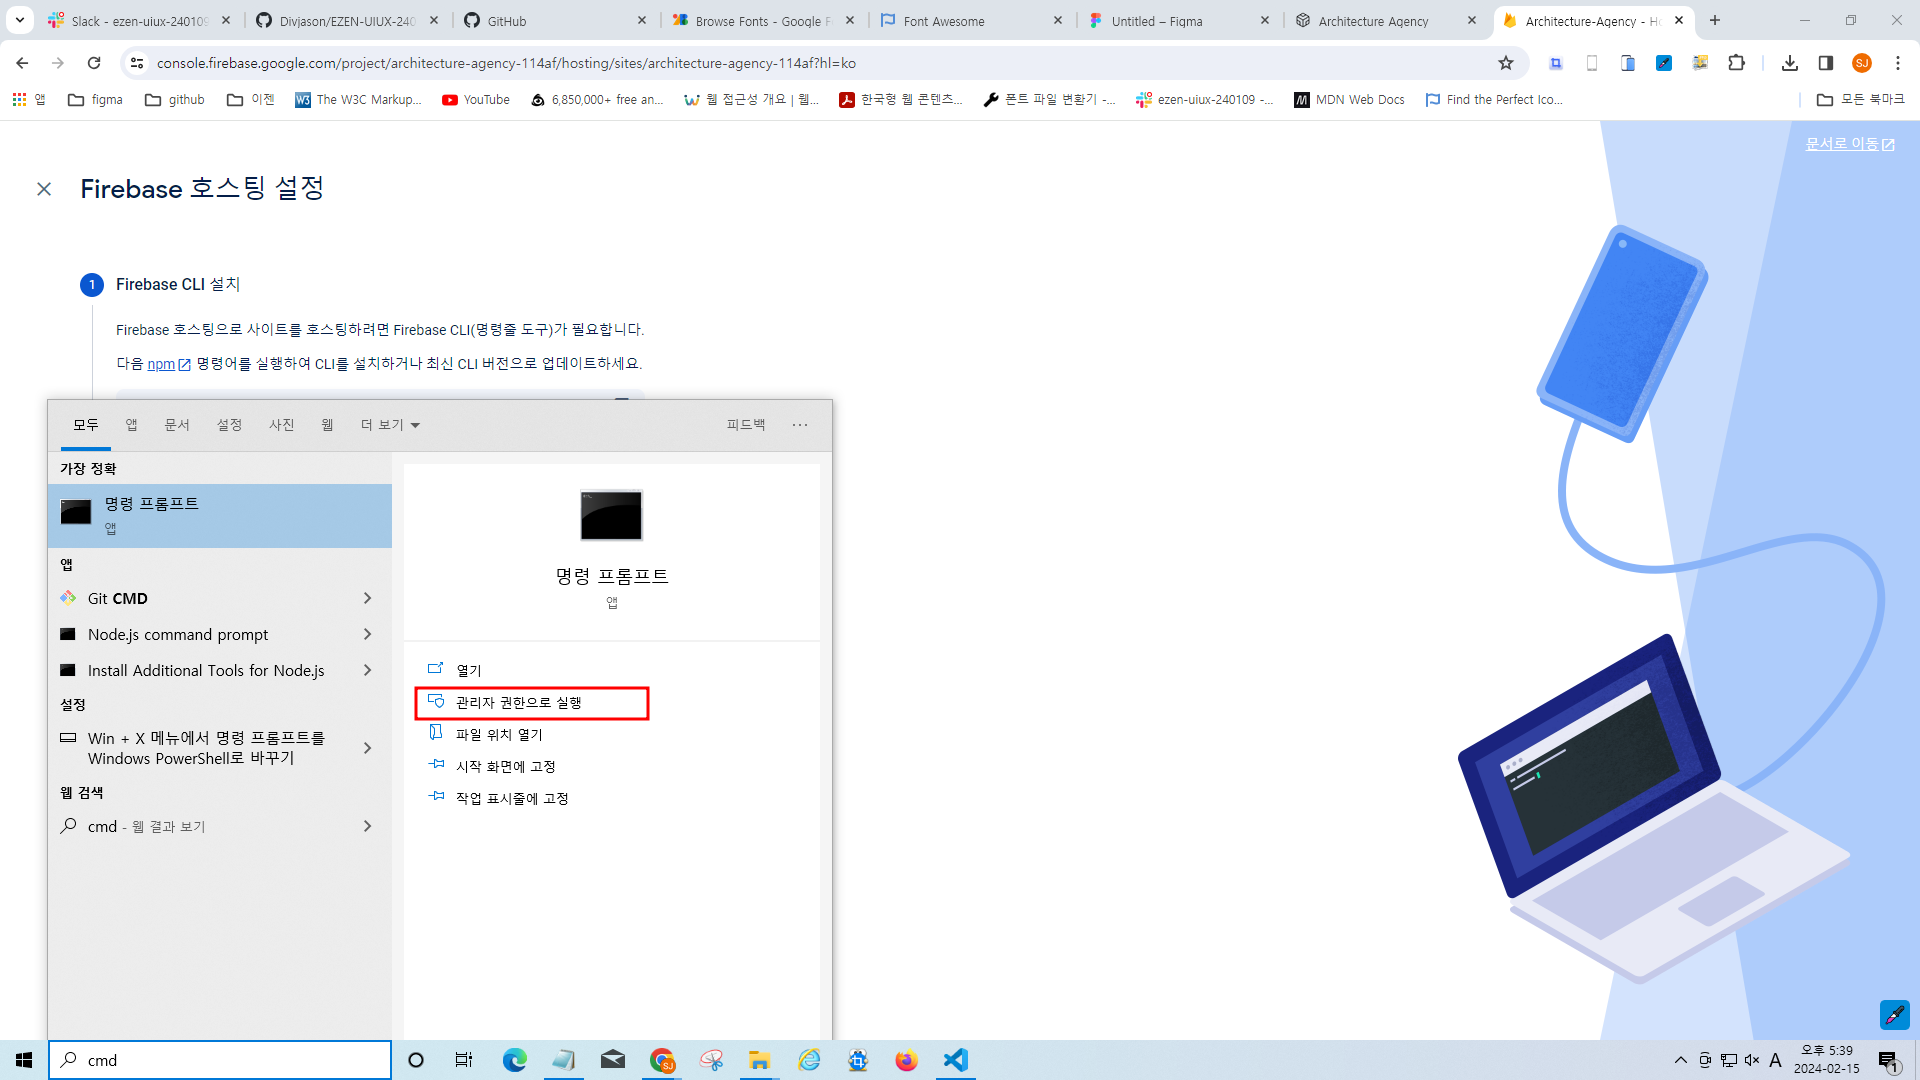 Slack - ezen-uiux-240109
Divjason/EZEN-UIUX-240
GitHub
Browse Fonts - Google F
Font Awesome
Untitled – Figma
Architecture Agency
Architecture-Agency - Ho
console.firebase.google.com/project/architecture-agency-114af/hosting/sites/architecture-agency-114af?hl=ko
SJ
앱
figma
github
이젠
W3
The W3C Markup...
YouTube
6,850,000+ free an...
웹 접근성 개요 | 웹...
한국형 웹 콘텐츠...
폰트 파일 변환기 -...
ezen-uiux-240109 -...
MDN Web Docs
Find the Perfect Ico...
모든 북마크
문서로 이동
Firebase 호스팅 설정
1
Firebase CLI 설치
Firebase 호스팅으로 사이트를 호스팅하려면 Firebase CLI(명령줄 도구)가 필요합니다.
다음 npm 명령어를 실행하여 CLI를 설치하거나 최신 CLI 버전으로 업데이트하세요.
모두
앱
문서
설정
사진
웹
더 보기
피드백
가장 정확
명령 프롬프트
앱
앱
Git CMD
Node.js command prompt
Install Additional Tools for Node.js
설정
Win + X 메뉴에서 명령 프롬프트를
Windows PowerShell로 바꾸기
웹 검색
cmd - 웹 결과 보기
명령 프롬프트
앱
열기
관리자 권한으로 실행
파일 위치 열기
시작 화면에 고정
작업 표시줄에 고정
cmd
SJ
A
오후 5:39
2024-02-15
1